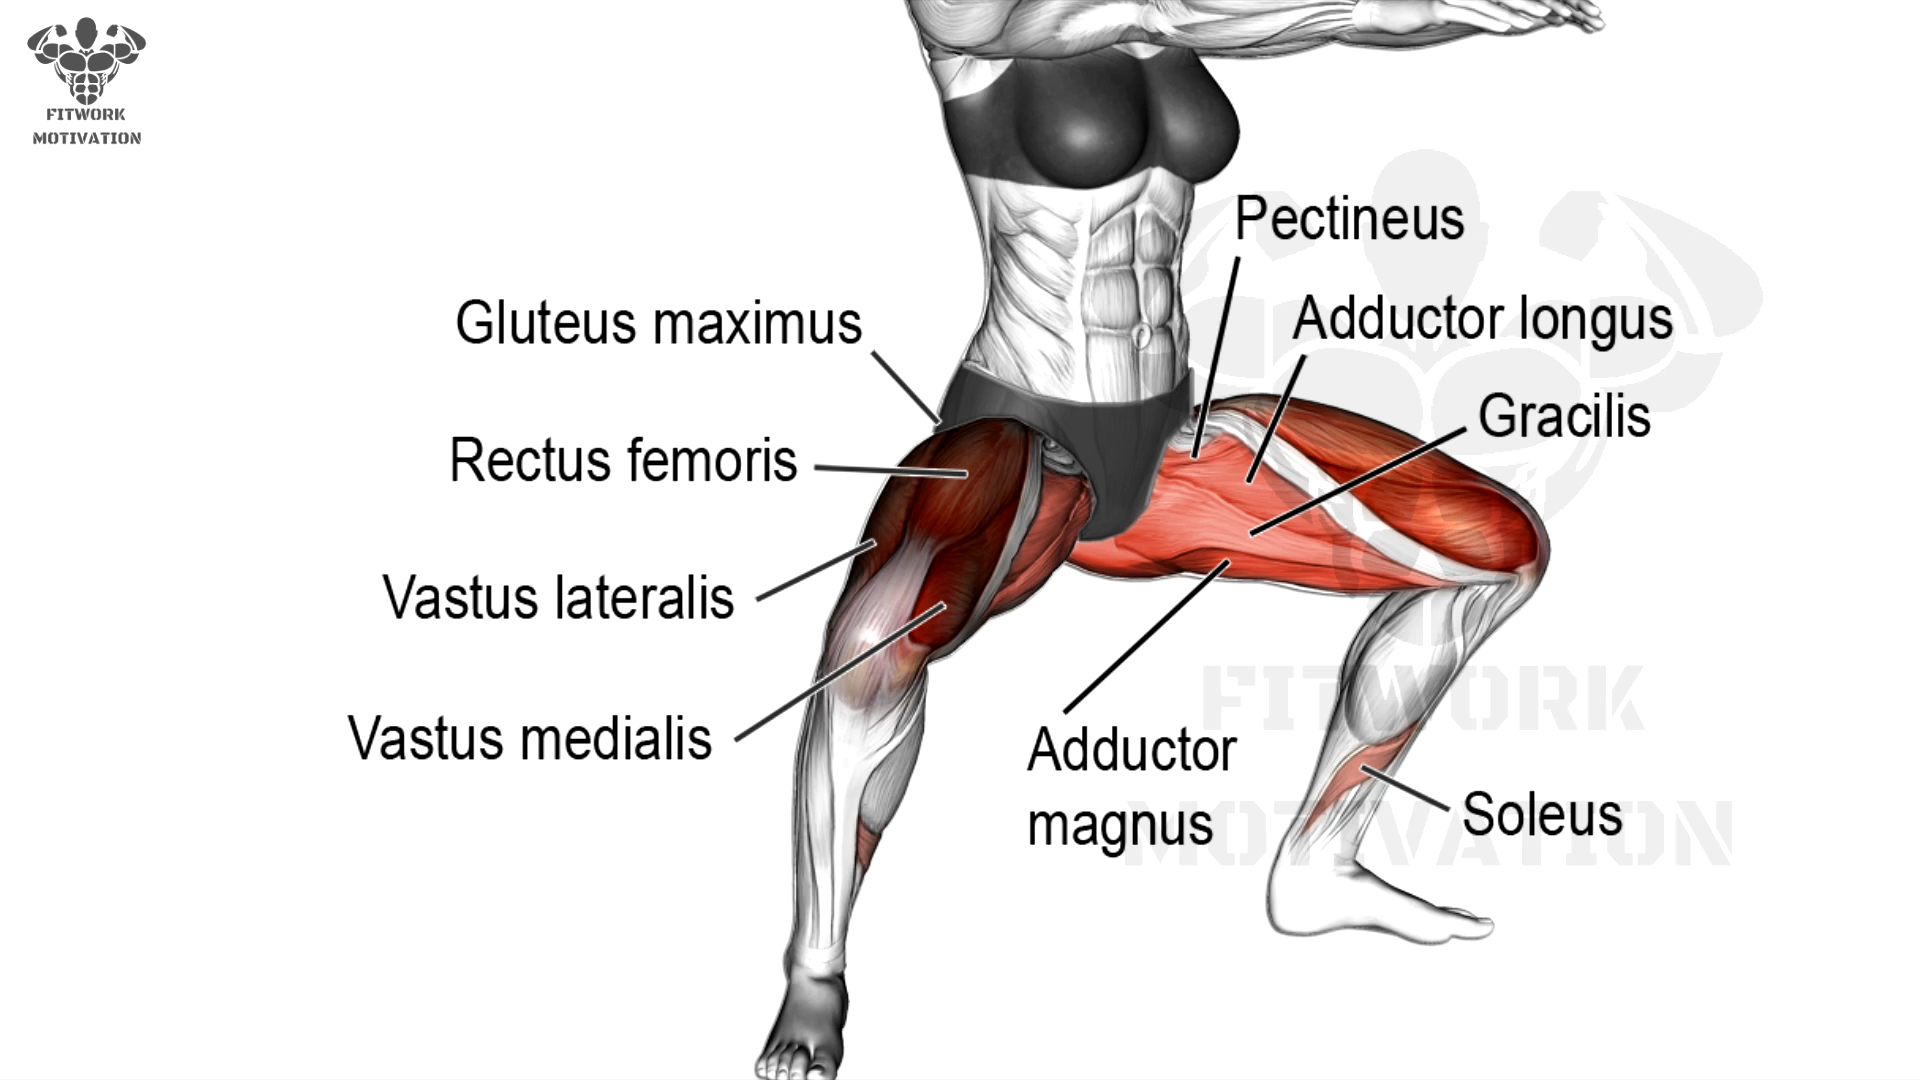 FITWORK
MOTIVATION
Pectineus
Gluteus maximus
Adductor longus
Gracilis
Rectus femoris
Vastus lateralis
Vastus medialis
Adductor
magnus
Soleus
FITWORK
MOTIVATION